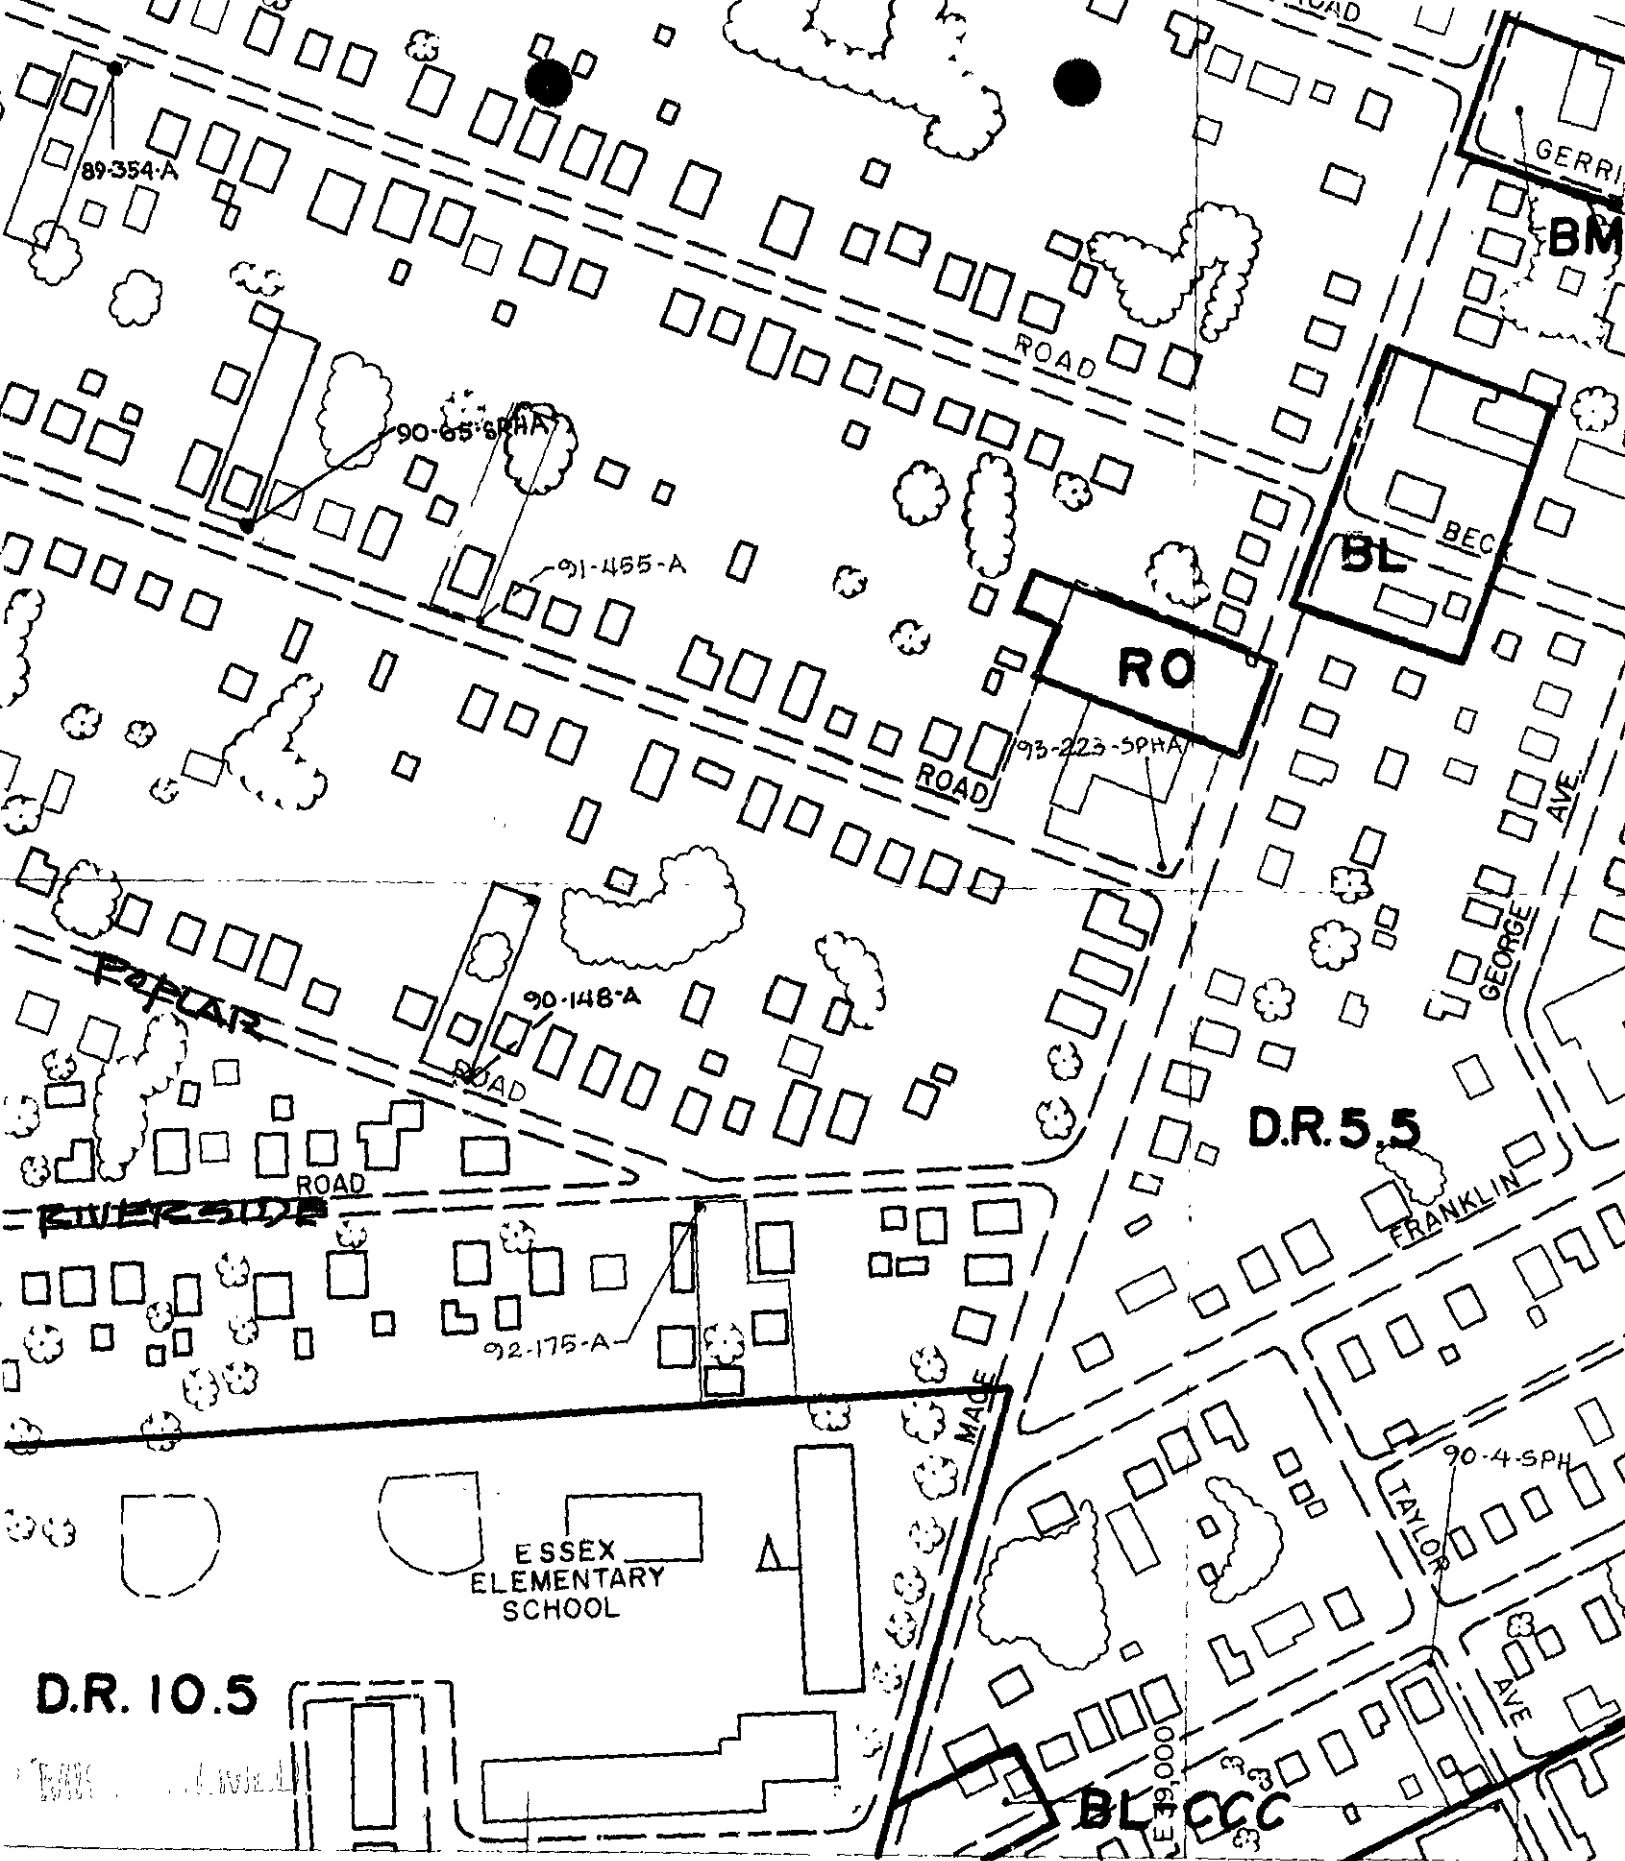 ROAD
GERRI
89-354-A
BM
ROAD
90-65-SPHA
BEC
BL
91-455-A
RO
93-223-SPHA
ROAD
AVE
GEORGE
90-148-A
POPLAR
ROAD
D.R. 5.5
ROAD
RIVERSIDE
FRANKLIN
92-175-A
MACE
90-4-SPH
TAYLOR
ESSEX
ELEMENTARY
SCHOOL
D.R. 10.5
AVE
E 39,000
BL-CCC